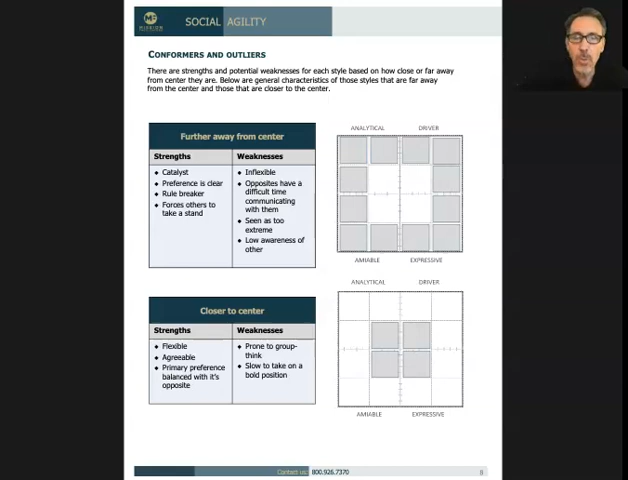 MF
MISSION
SOCIAL AGILITY
CONFORMERS AND OUTLIERS
There are strengths and potential weaknesses for each style based on how close or far away
from center they are. Below are general characteristics of those styles that are far away
from the center and those that are closer to the center.
Further away from center
Strengths
Weaknesses
Catalyst
Preference is clear
Rule breaker
Forces others to
take a stand
Inflexible
Opposites have a
difficult time
communicating
with them
Seen as too
extreme
Low awareness of
other
ANALYTICAL DRIVER
AMIABLE EXPRESSIVE
Closer to center
Strengths
Weaknesses
Flexible
Agreeable
Primary preference
balanced with it's
opposite
Prone to group-
think
Slow to take on a
bold position
ANALYTICAL DRIVER
AMIABLE EXPRESSIVE
Contact us: 800.926.7370